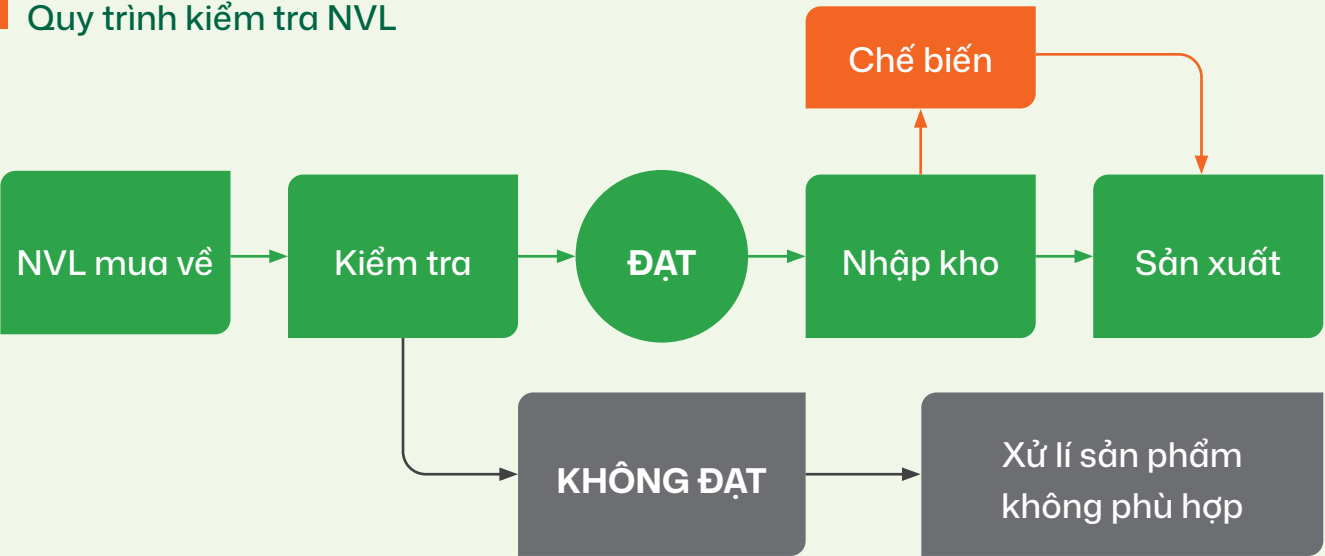 Quy trình kiểm tra NVL
Chế biến
NVL mua về
Kiểm tra
ĐẠT
Nhập kho
Sản xuất
KHÔNG ĐẠT
Xử lí sản phẩm
không phù hợp